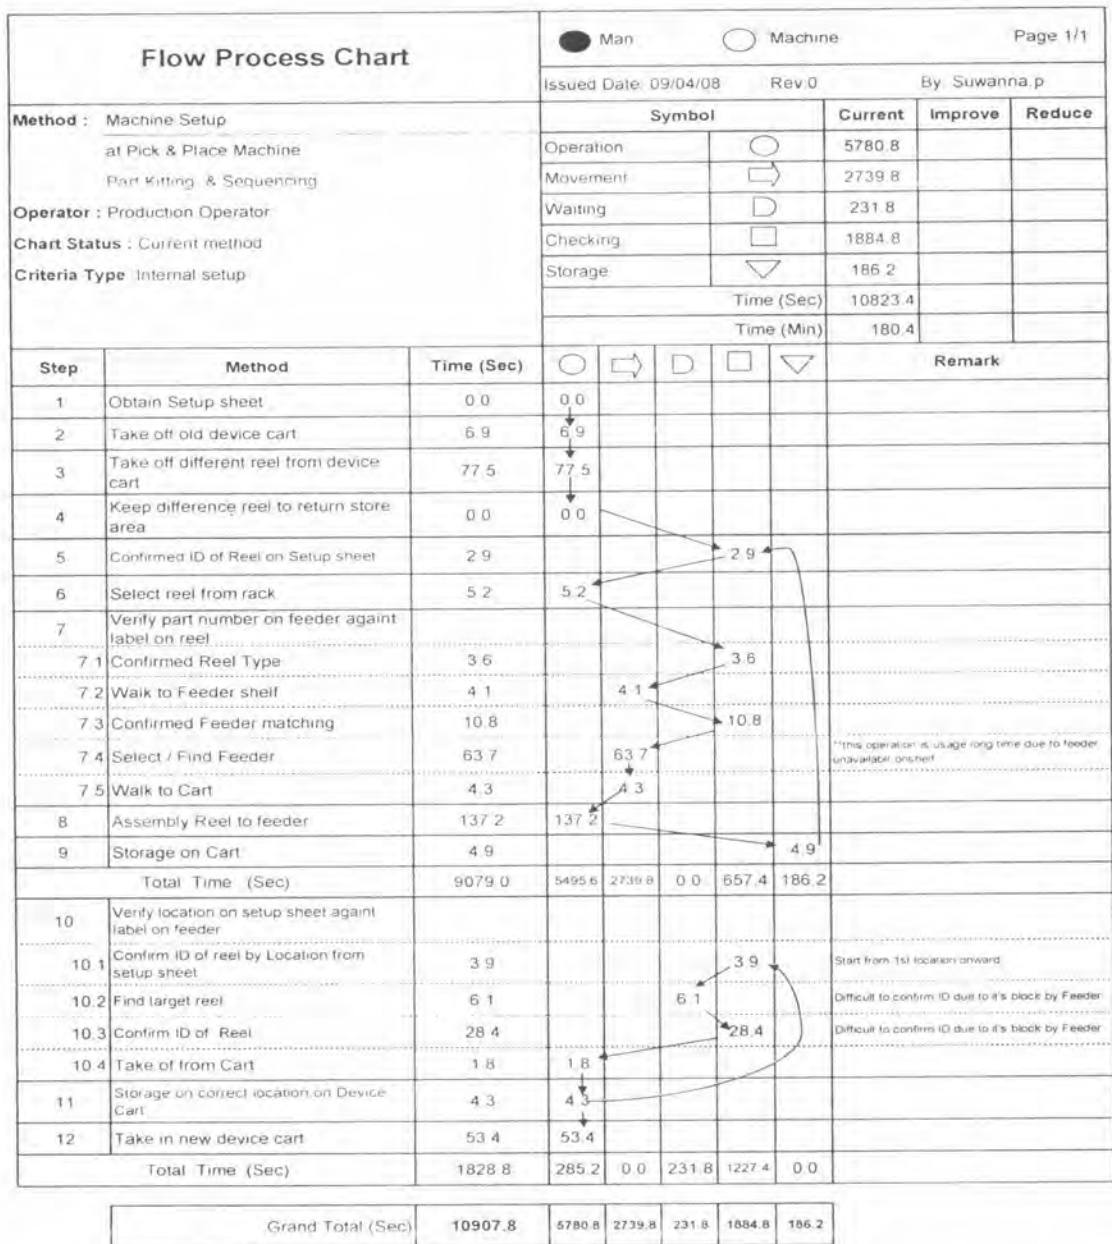 Flow Process Chart
Man Machine Page 1/1
Issued Date: 09/04/08 Rev.0 By: Suwanna.p
Method : Machine Setup
at Pick & Place Machine
Part Kitting & Sequencing
Operator : Production Operator
Chart Status : Current method
Criteria Type Internal setup
Symbol Current Improve Reduce
Operation 5780.8
Movement 2739.8
Waiting 231.8
Checking 1884.8
Storage 186.2
Time (Sec) 10823.4
Time (Min) 180.4
Step Method Time (Sec) Remark
1 Obtain Setup sheet 0.0 0.0
2 Take off old device cart 6.9 6.9
3 Take off different reel from device
cart 77.5 77.5
4 Keep difference reel to return store
area 0.0 0.0
5 Confirmed ID of Reel on Setup sheet 2.9 2.9
6 Select reel from rack 5.2 5.2
7 Verify part number on feeder againt
label on reel
7.1 Confirmed Reel Type 3.6 3.6
7.2 Walk to Feeder shelf 4.1 4.1
7.3 Confirmed Feeder matching 10.8 10.8
7.4 Select / Find Feeder 63.7 63.7 **this operation is usage long time due to feeder
unavailable onshelf
7.5 Walk to Cart 4.3 4.3
8 Assembly Reel to feeder 137.2 137.2
9 Storage on Cart 4.9 4.9
Total Time (Sec) 9079.0 5495.6 2739.8 0.0 657.4 186.2
10 Verify location on setup sheet againt
label on feeder
10.1 Confirm ID of reel by Location from
setup sheet 3.9 3.9 Start from 1st location onward
10.2 Find target reel 6.1 6.1 Difficult to confirm ID due to it's block by Feeder
10.3 Confirm ID of Reel 28.4 28.4 Difficult to confirm ID due to it's block by Feeder
10.4 Take of from Cart 1.8 1.8
11 Storage on correct location on Device
Cart 4.3 4.3
12 Take in new device cart 53.4 53.4
Total Time (Sec) 1828.8 285.2 0.0 231.8 1227.4 0.0
Grand Total (Sec) 10907.8 5780.8 2739.8 231.8 1884.8 186.2